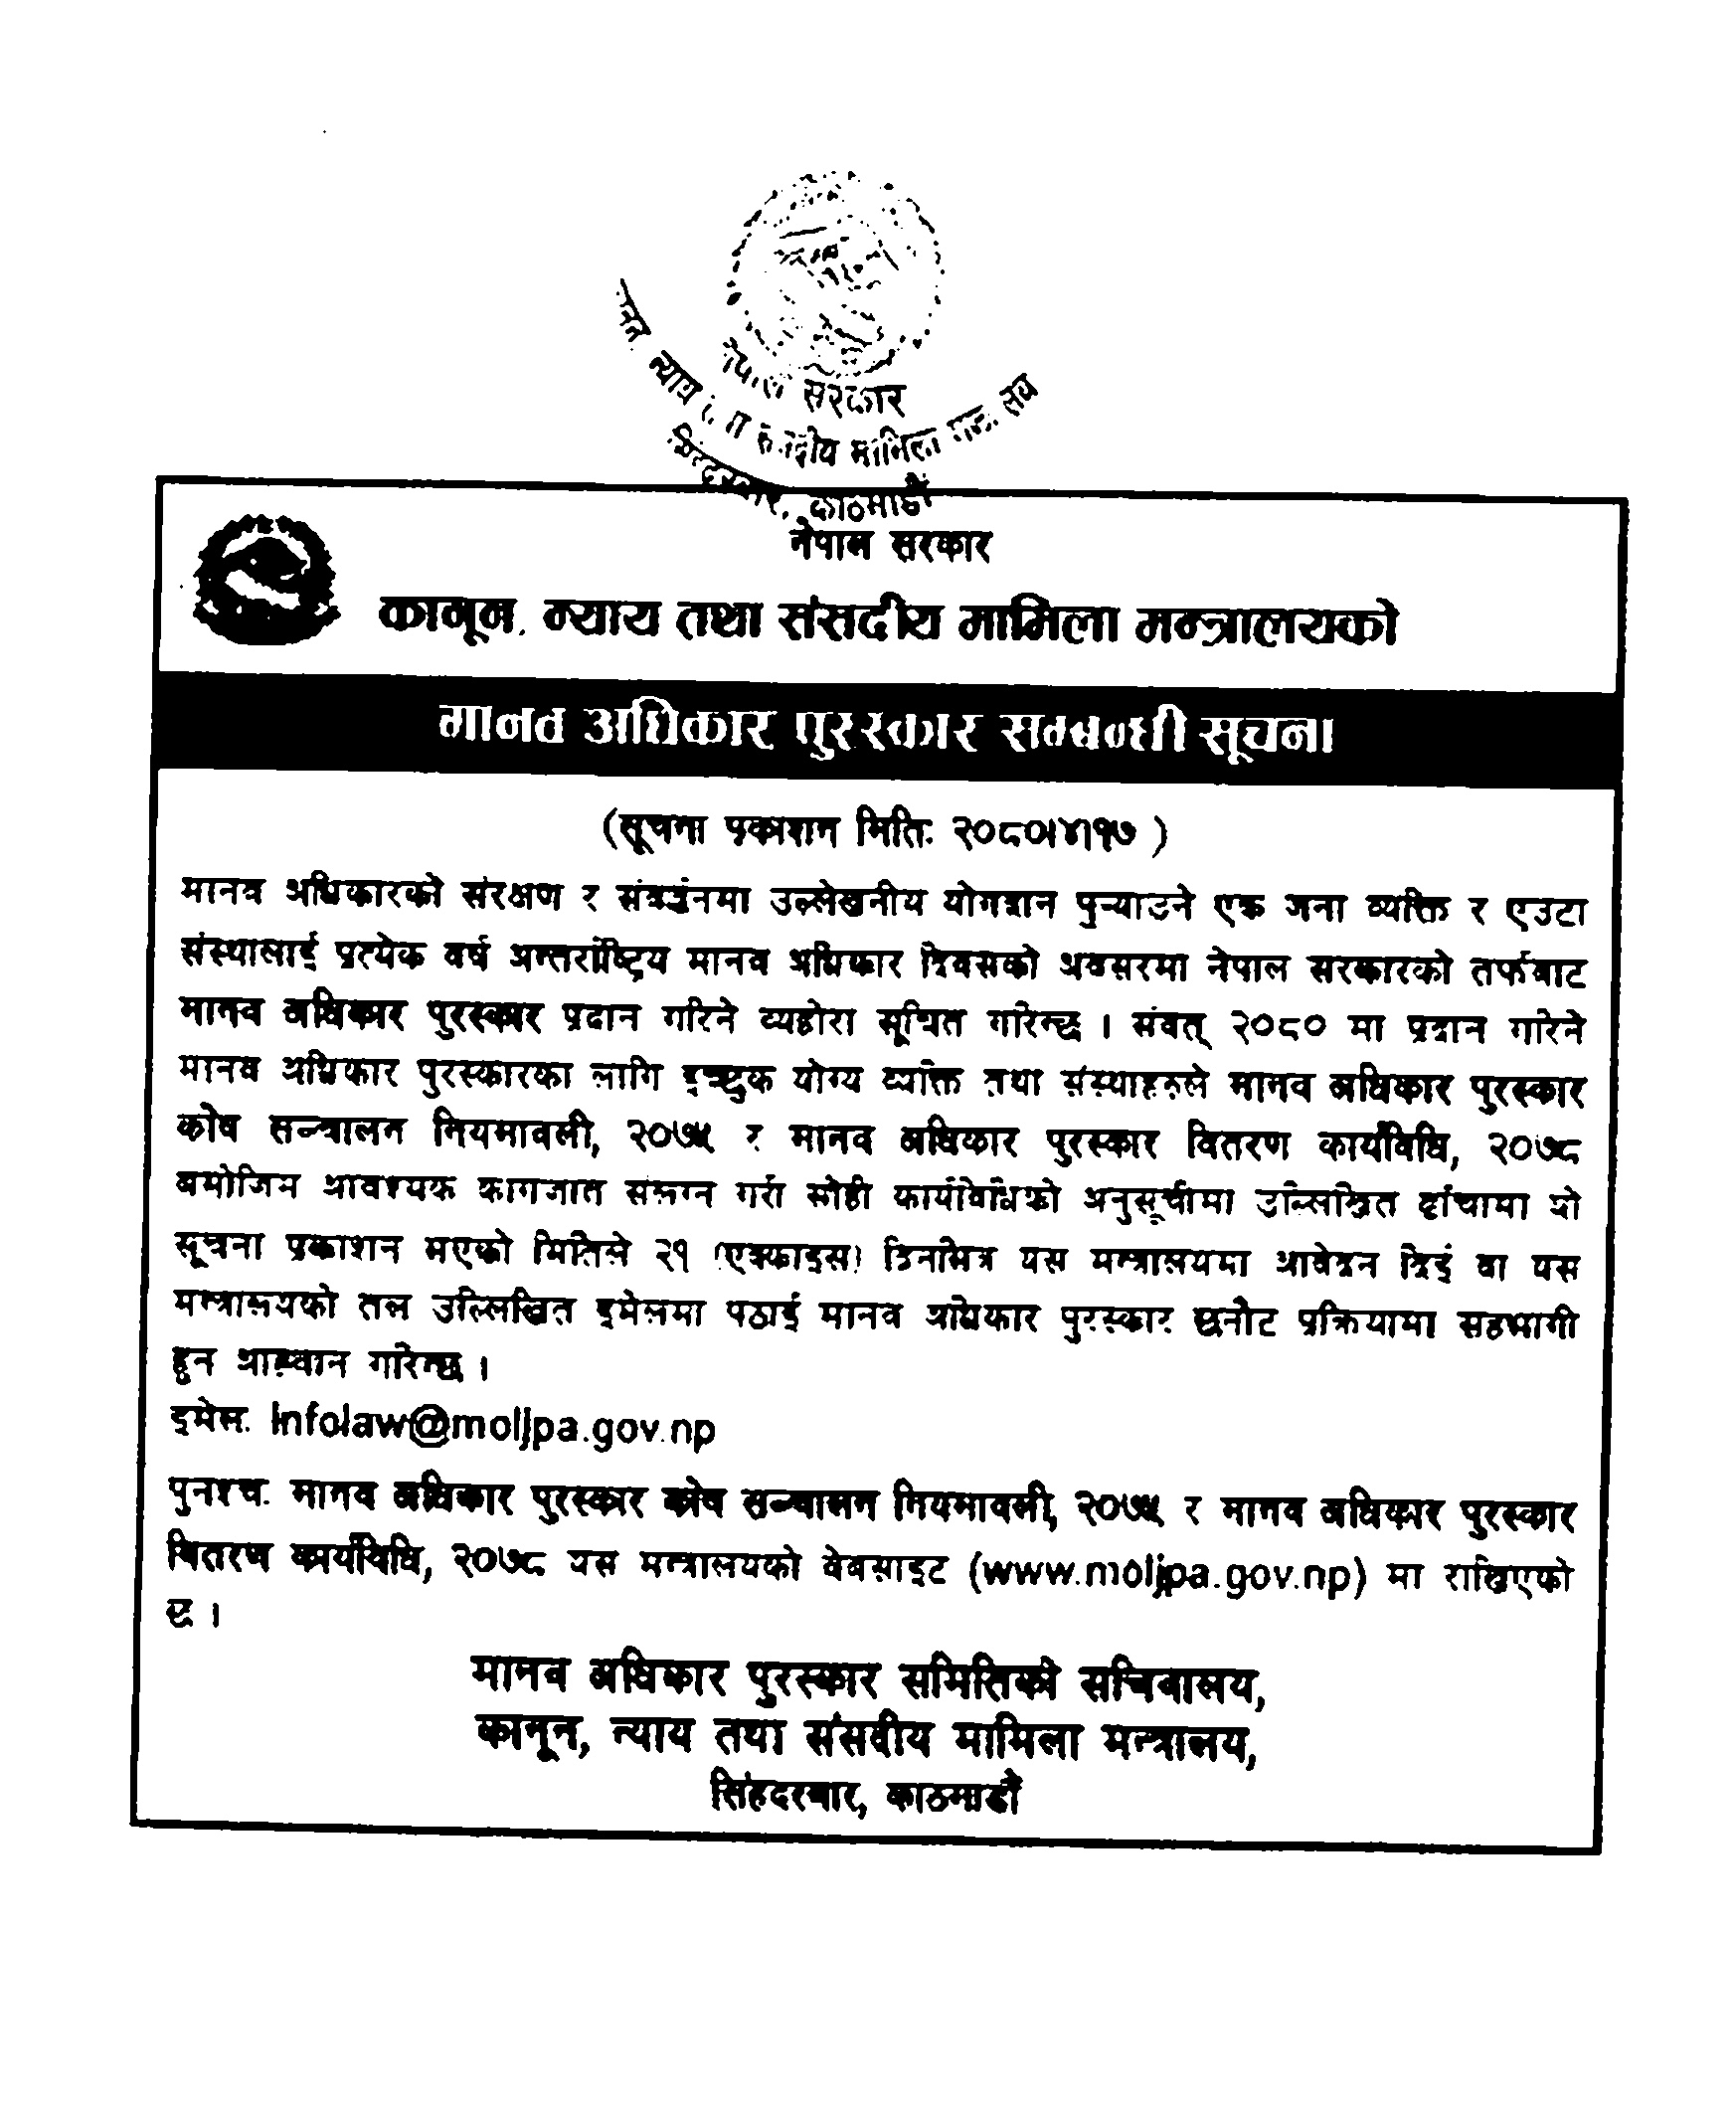 नेपाल सरकार
कानून, न्याय तथा संसदीय मामिला मन्त्रालय
सिंहदरबार, काठमाडौं
नेपाल सरकार
कानून, न्याय तथा संसदीय मामिला मन्त्रालयको
मानव अधिकार पुरस्कार सम्बन्धी सूचना
(सूचना प्रकाशन मितिः २०८०।४।१७ )
मानव अधिकारको संरक्षण र संवर्द्धनमा उल्लेखनीय योगदान पुऱ्याउने एक जना व्यक्ति र एउटा
संस्थालाई प्रत्येक वर्ष अन्तर्राष्ट्रिय मानव अधिकार दिवसको अवसरमा नेपाल सरकारको तर्फबाट
मानव अधिकार पुरस्कार प्रदान गरिने व्यहोरा सूचित गरिन्छ । संवत् २०८० मा प्रदान गरिने
मानव अधिकार पुरस्कारका लागि इच्छुक योग्य व्यक्ति तथा संस्थाहरुले मानव अधिकार पुरस्कार
कोष सञ्चालन नियमावली, २०७५ र मानव अधिकार पुरस्कार वितरण कार्यविधि, २०७८
बमोजिम आवश्यक कागजात संलग्न गरी सोही कार्यविधिको अनुसूचीमा उल्लिखित ढाँचामा यो
सूचना प्रकाशन भएको मितिले २१ (एक्काइस) दिनभित्र यस मन्त्रालयमा आवेदन दिई वा यस
मन्त्रालयको तल उल्लिखित इमेलमा पठाई मानव अधिकार पुरस्कार छनौट प्रक्रियामा सहभागी
हुन आह्वान गरिन्छ ।
इमेलः infolaw@moljpa.gov.np
पुनश्चः मानव अधिकार पुरस्कार कोष सञ्चालन नियमावली, २०७५ र मानव अधिकार पुरस्कार
वितरण कार्यविधि, २०७८ यस मन्त्रालयको वेबसाइट (www.moljpa.gov.np) मा राखिएको
छ ।
मानव अधिकार पुरस्कार समितिको सचिवालय,
कानून, न्याय तथा संसदीय मामिला मन्त्रालय,
सिंहदरबार, काठमाडौं